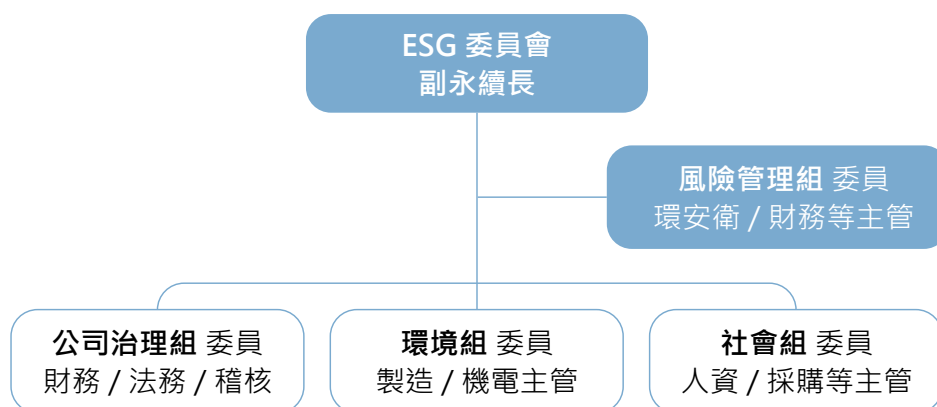 ESG 委員會
副永續長
風險管理組 委員
環安衛 / 財務等主管
公司治理組 委員
財務 / 法務 / 稽核
環境組 委員
製造 / 機電主管
社會組 委員
人資 / 採購等主管